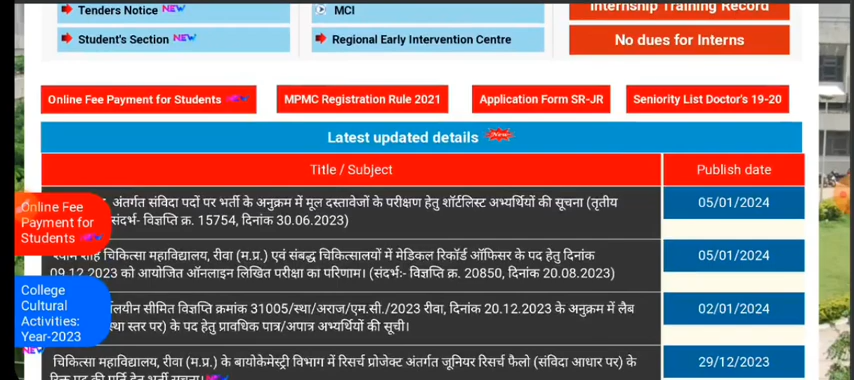 Tenders Notice NEW
MCI
Internship Training Record
Student's Section NEW
Regional Early Intervention Centre
No dues for Interns
Online Fee Payment for Students
MPMC Registration Rule 2021
Application Form SR-JR
Seniority List Doctor's 19-20
Latest updated details New
Title / Subject
Publish date
अंतर्गत संविदा पदों पर भर्ती के अनुक्रम में मूल दस्तावेजों के परीक्षण हेतु शॉर्टलिस्ट अभ्यर्थियों की सूचना (तृतीय
संदर्भ- विज्ञप्ति क्र. 15754, दिनांक 30.06.2023)
05/01/2024
Online Fee
Payment for
Students
श्याम शाह चिकित्सा महाविद्यालय, रीवा (म.प्र.) एवं संबद्ध चिकित्सालयों में मेडिकल रिकॉर्ड ऑफिसर के पद हेतु दिनांक
09.12.2023 को आयोजित ऑनलाइन लिखित परीक्षा का परिणाम। (संदर्भ:- विज्ञप्ति क्र. 20850, दिनांक 20.08.2023)
05/01/2024
College
Cultural
Activities:
Year-2023
NEW
सीमित विज्ञप्ति क्रमांक 31005/स्था/अराज/एम.सी./2023 रीवा, दिनांक 20.12.2023 के अनुक्रम में लैब
स्तर पर) के पद हेतु प्रावधिक पात्र/अपात्र अभ्यर्थियों की सूची।
02/01/2024
चिकित्सा महाविद्यालय, रीवा (म.प्र.) के बायोकेमेस्ट्री विभाग में रिसर्च प्रोजेक्ट अंतर्गत जूनियर रिसर्च फैलो (संविदा आधार पर) के
रिक्त पद की पूर्ति हेतु भर्ती सूचना।
29/12/2023